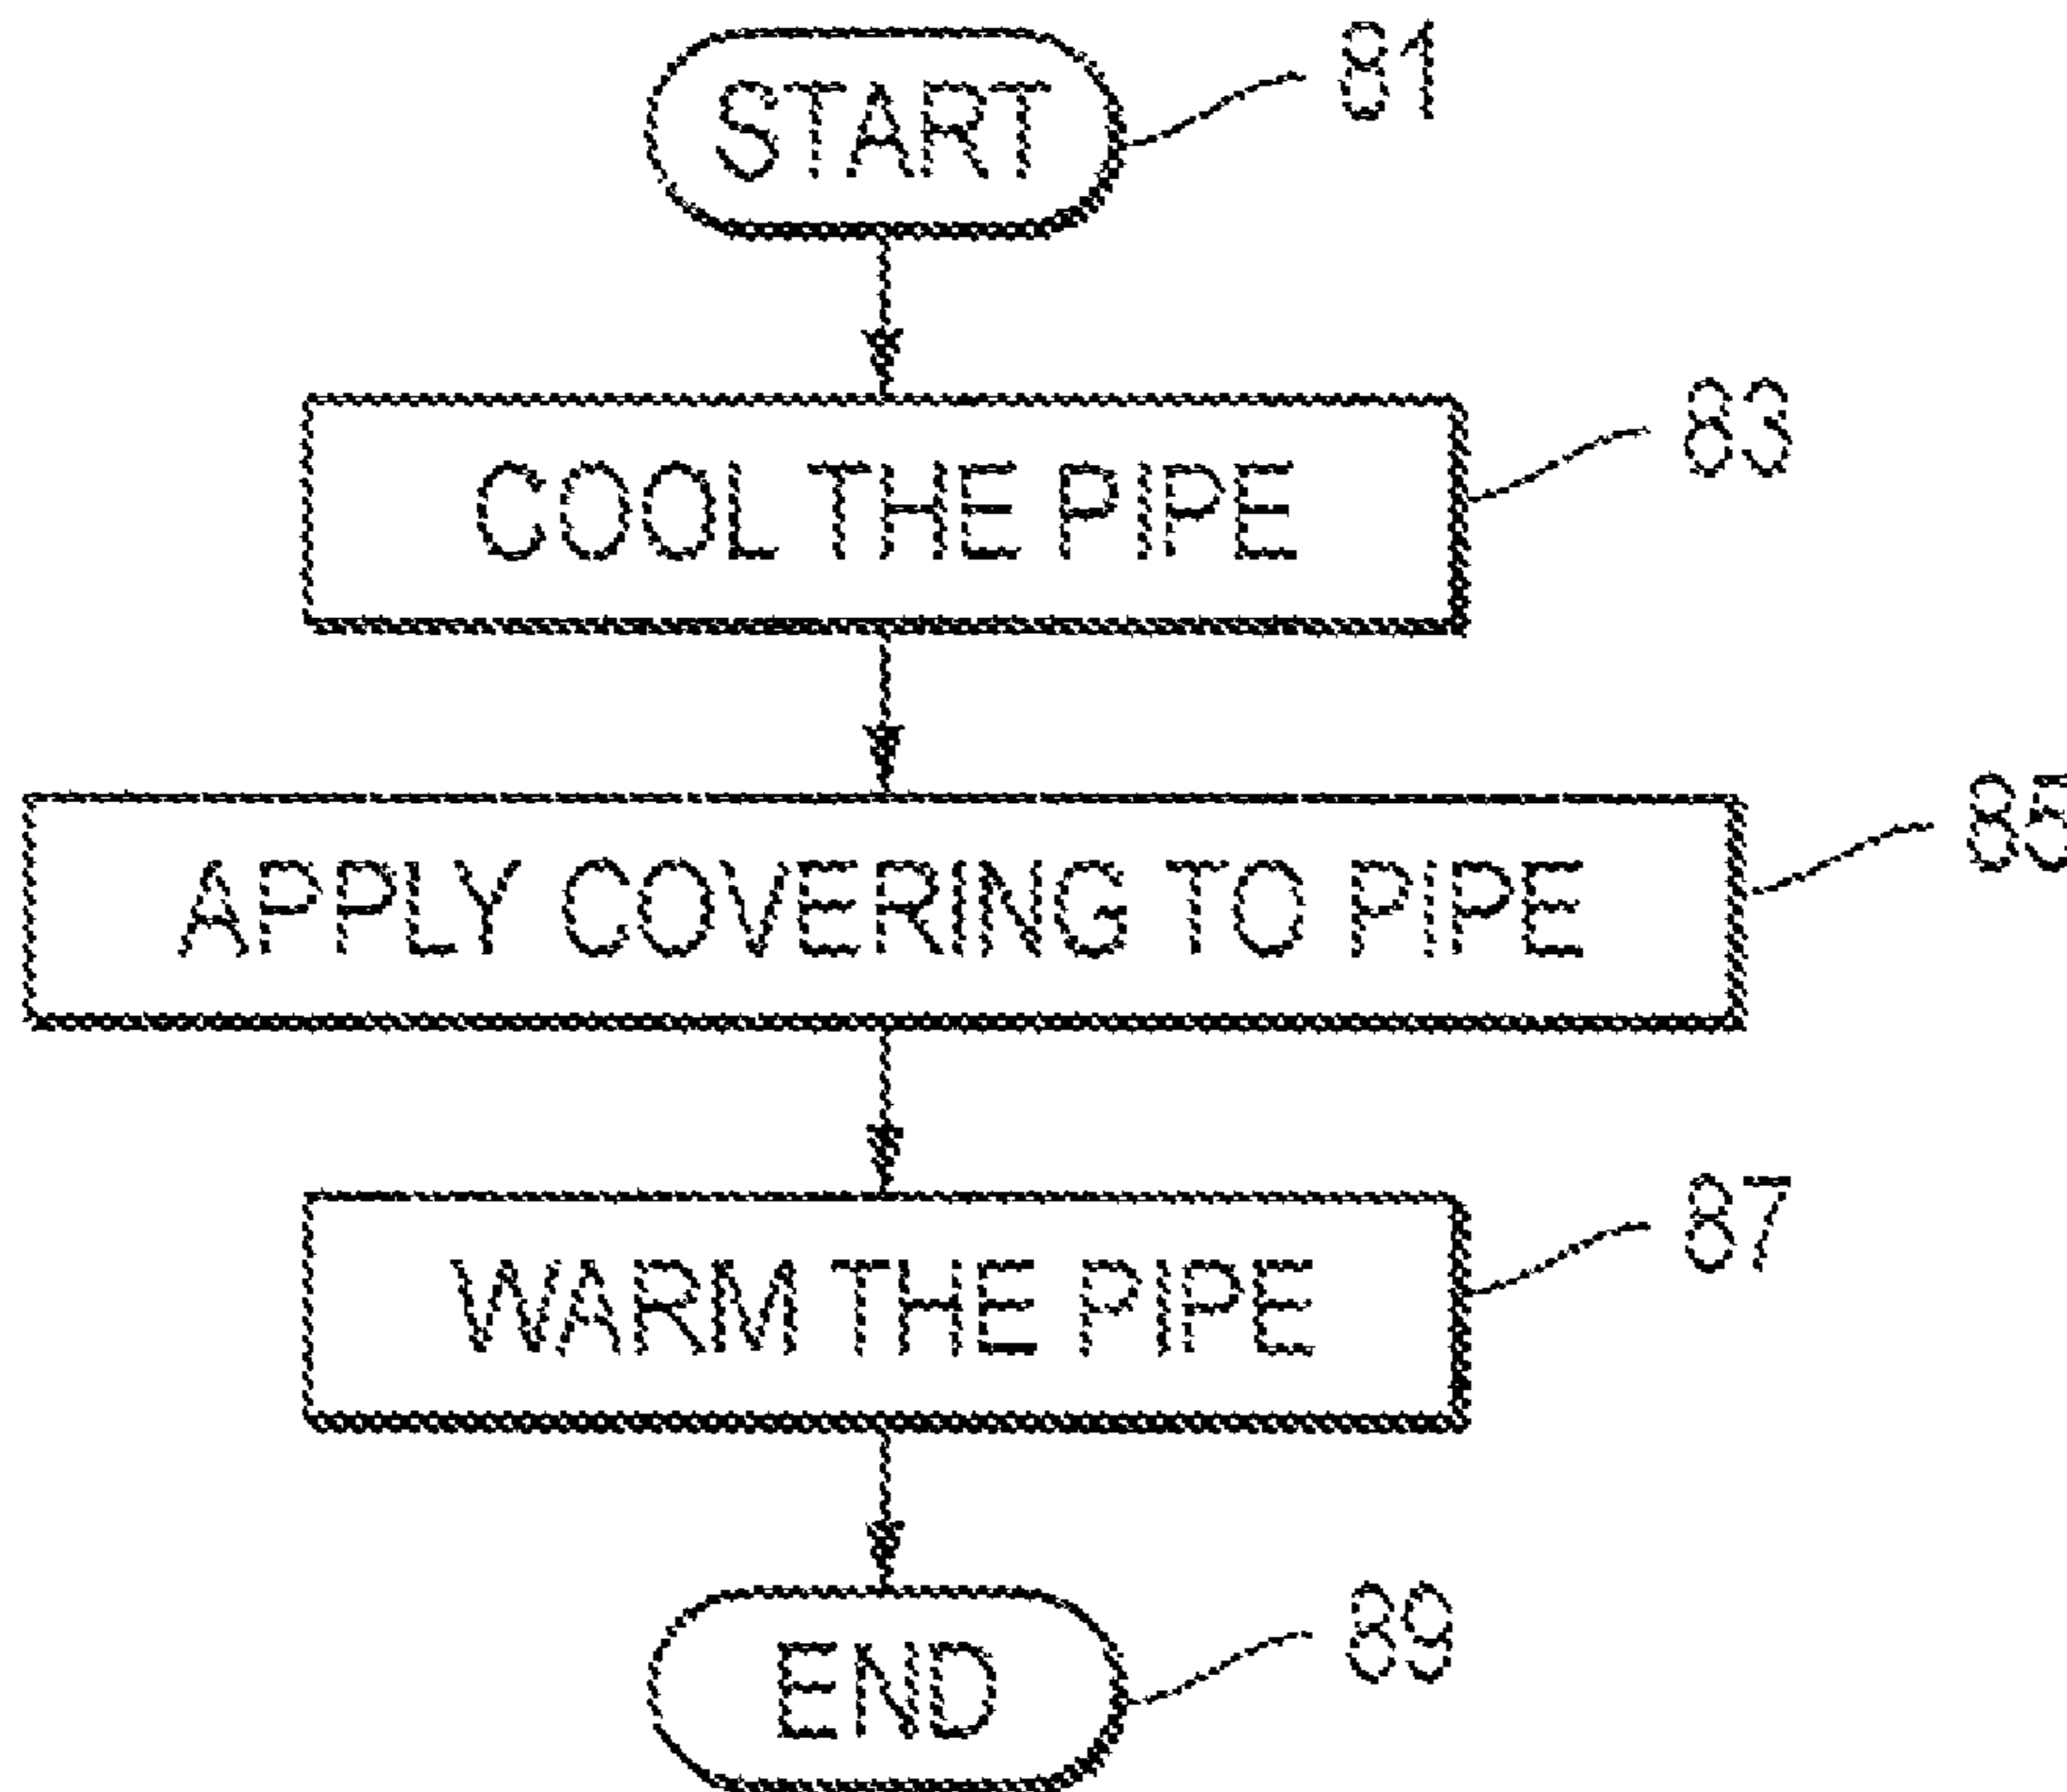 START
81
COOL THE PIPE
83
APPLY COVERING TO PIPE
85
WARM THE PIPE
87
END
89